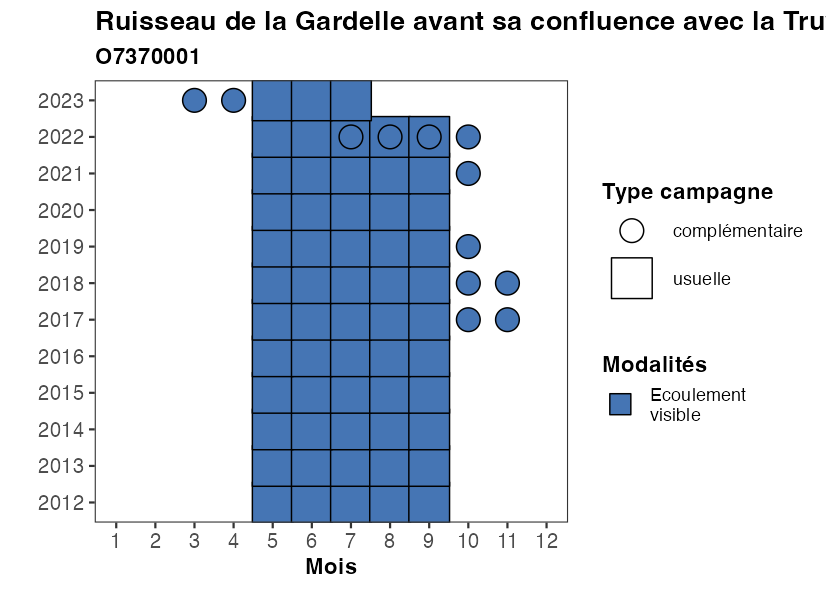 Ruisseau de la Gardelle avant sa confluence avec la Tru
O7370001
2023
2022
2021
2020
2019
2018
2017
2016
2015
2014
2013
2012
1 2 3 4 5 6 7 8 9 10 11 12
Mois
Type campagne
complémentaire
usuelle
Modalités
Ecoulement
visible